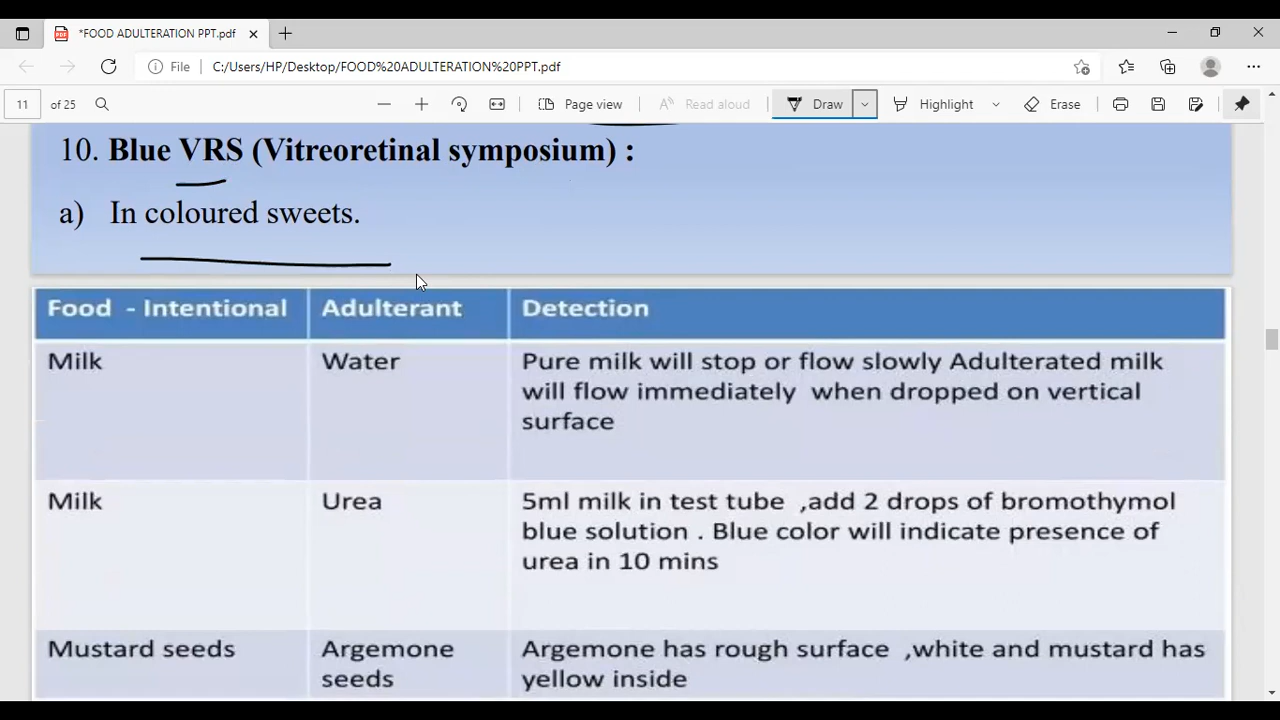 *FOOD ADULTERATION PPT.pdf
File C:/Users/HP/Desktop/FOOD%20ADULTERATION%20PPT.pdf
11 of 25 Page view Read aloud Draw Highlight Erase
10. Blue VRS (Vitreoretinal symposium) :
a) In coloured sweets.
Food - Intentional Adulterant Detection
Milk Water Pure milk will stop or flow slowly Adulterated milk
will flow immediately when dropped on vertical
surface
Milk Urea 5ml milk in test tube ,add 2 drops of bromothymol
blue solution . Blue color will indicate presence of
urea in 10 mins
Mustard seeds Argemone Argemone has rough surface ,white and mustard has
seeds yellow inside